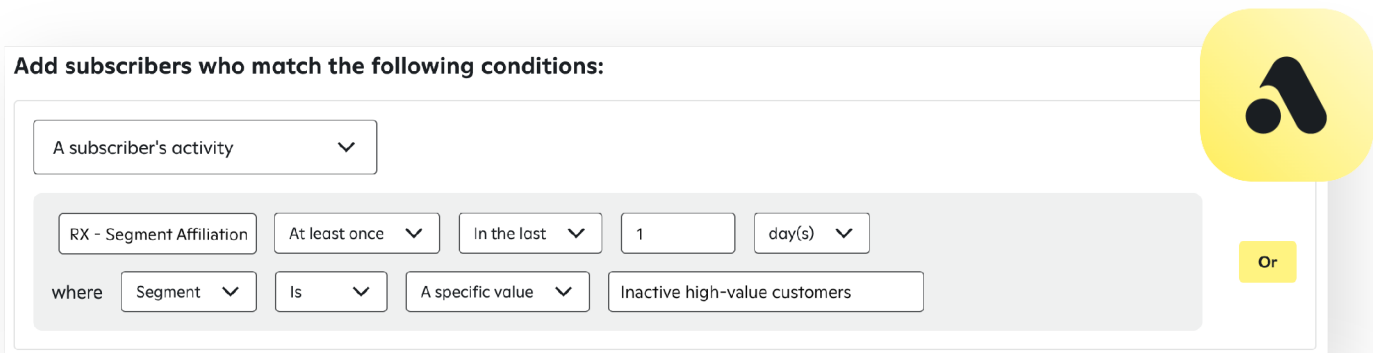 Add subscribers who match the following conditions:
A subscriber's activity
RX - Segment Affiliation At least once In the last 1 day(s)
Or
where Segment Is A specific value Inactive high-value customers